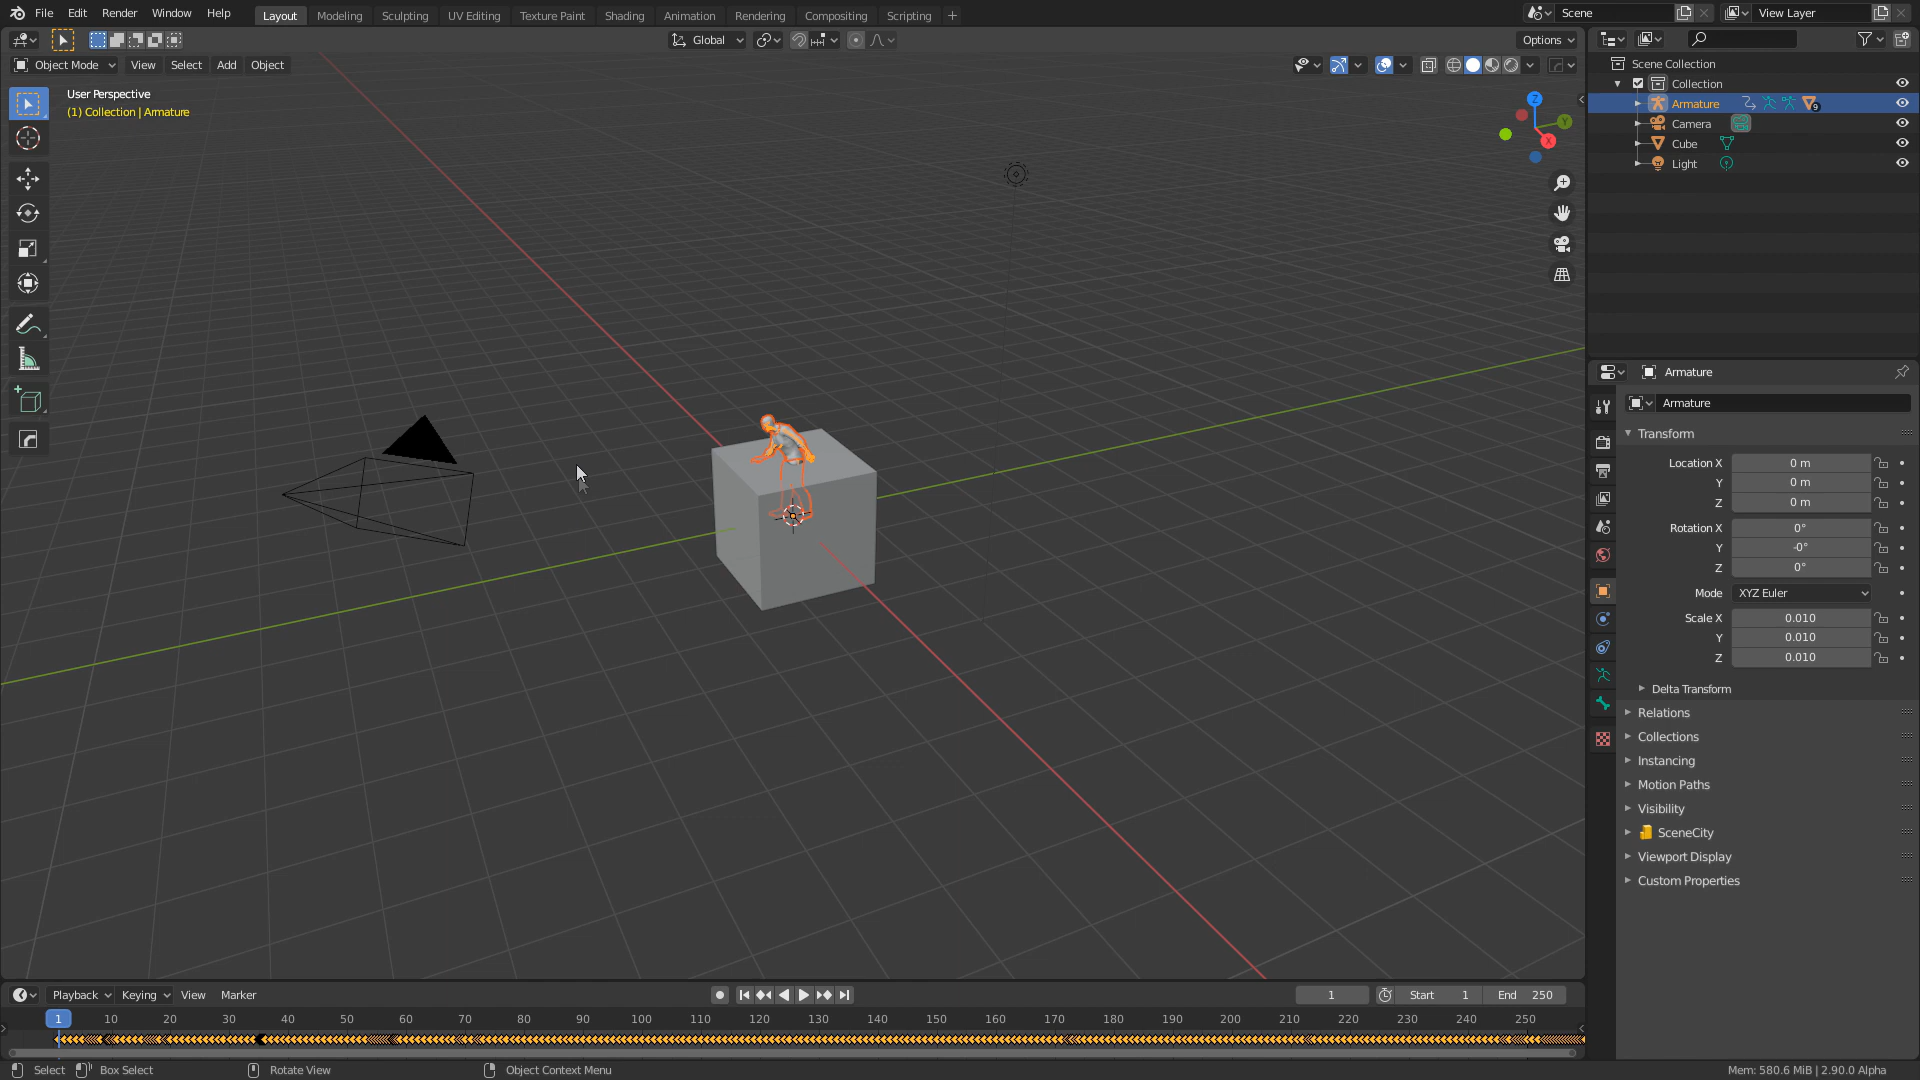 File Edit Render Window Help Layout Modeling Sculpting UV Editing Texture Paint Shading Animation Rendering Compositing Scripting + Scene View Layer
Global Options
Object Mode View Select Add Object
User Perspective
(1) Collection | Armature
Z
Y
X
Scene Collection
Collection
Armature 9
Camera
Cube
Light
Armature
Armature
Transform
Location X 0 m
Y 0 m
Z 0 m
Rotation X 0°
Y -0°
Z 0°
Mode XYZ Euler
Scale X 0.010
Y 0.010
Z 0.010
Delta Transform
Relations
Collections
Instancing
Motion Paths
Visibility
SceneCity
Viewport Display
Custom Properties
Playback Keying View Marker 1 Start 1 End 250
1 10 20 30 40 50 60 70 80 90 100 110 120 130 140 150 160 170 180 190 200 210 220 230 240 250
Select Box Select Rotate View Object Context Menu Mem: 580.6 MiB | 2.90.0 Alpha